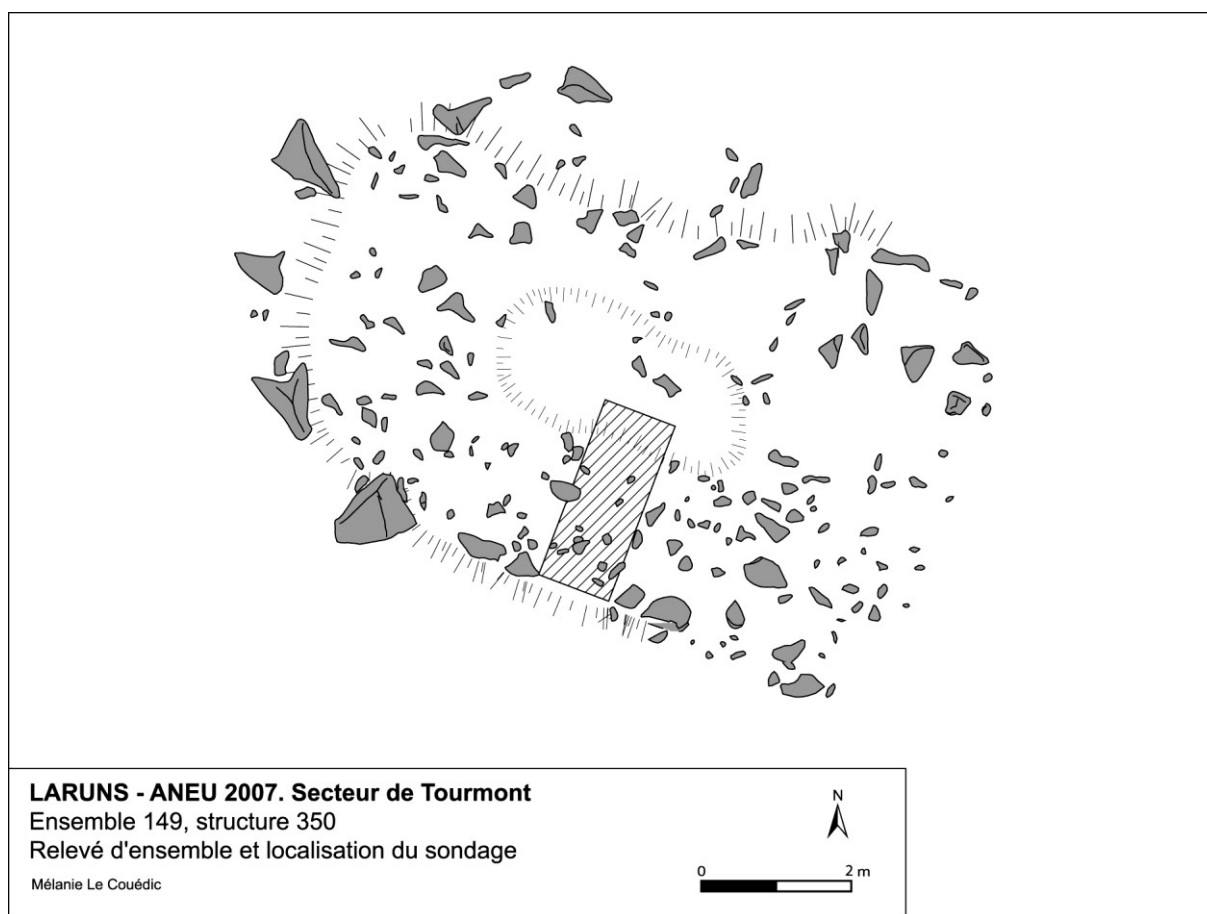 LARUNS - ANEU 2007. Secteur de Tourmont
Ensemble 149, structure 350
Relevé d'ensemble et localisation du sondage
Mélanie Le Couédic
N
0 2 m